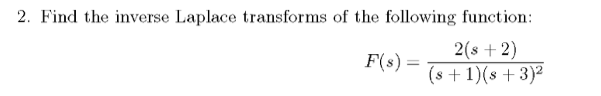 2. Find the inverse Laplace transforms of the following function:
F(s) = 2(s + 2) / (s + 1)(s + 3)²